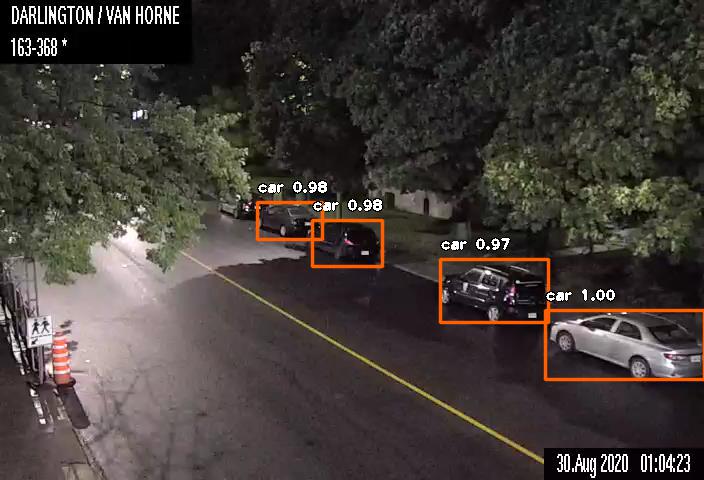 DARLINGTON / VAN HORNE
163-368 *
car 0.98
car 0.98
car 0.97
car 1.00
30.Aug 2020 01:04:23